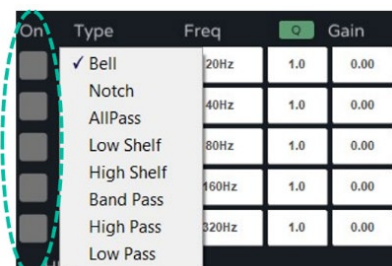 On Type Freq Q Gain
✓ Bell 20Hz 1.0 0.00
Notch
AllPass 40Hz 1.0 0.00
Low Shelf 80Hz 1.0 0.00
High Shelf
Band Pass 160Hz 1.0 0.00
High Pass 320Hz 1.0 0.00
Low Pass